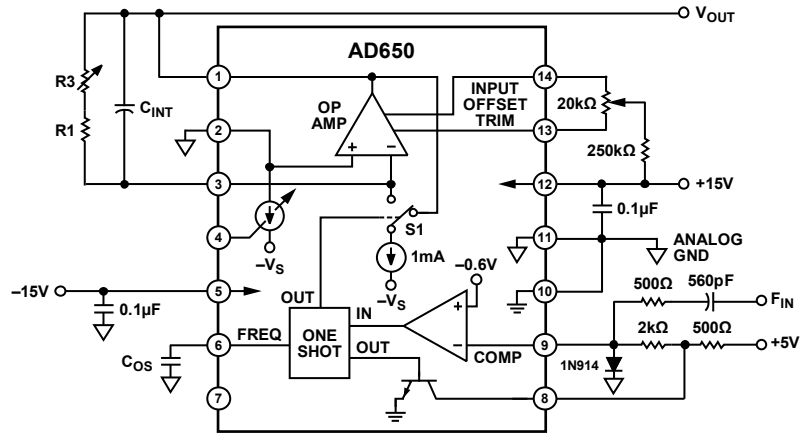 V_OUT
AD650
R3
C_INT
R1
1
2
3
4
5
6
7
OP
AMP
+
−
INPUT
OFFSET
TRIM
14
13
12
11
10
9
8
20kΩ
250kΩ
+15V
0.1µF
ANALOG
GND
S1
1mA
–V_S
–V_S
–0.6V
–15V
0.1µF
OUT
FREQ
ONE
SHOT
IN
OUT
+
−
COMP
C_OS
500Ω
560pF
F_IN
2kΩ
500Ω
+5V
1N914